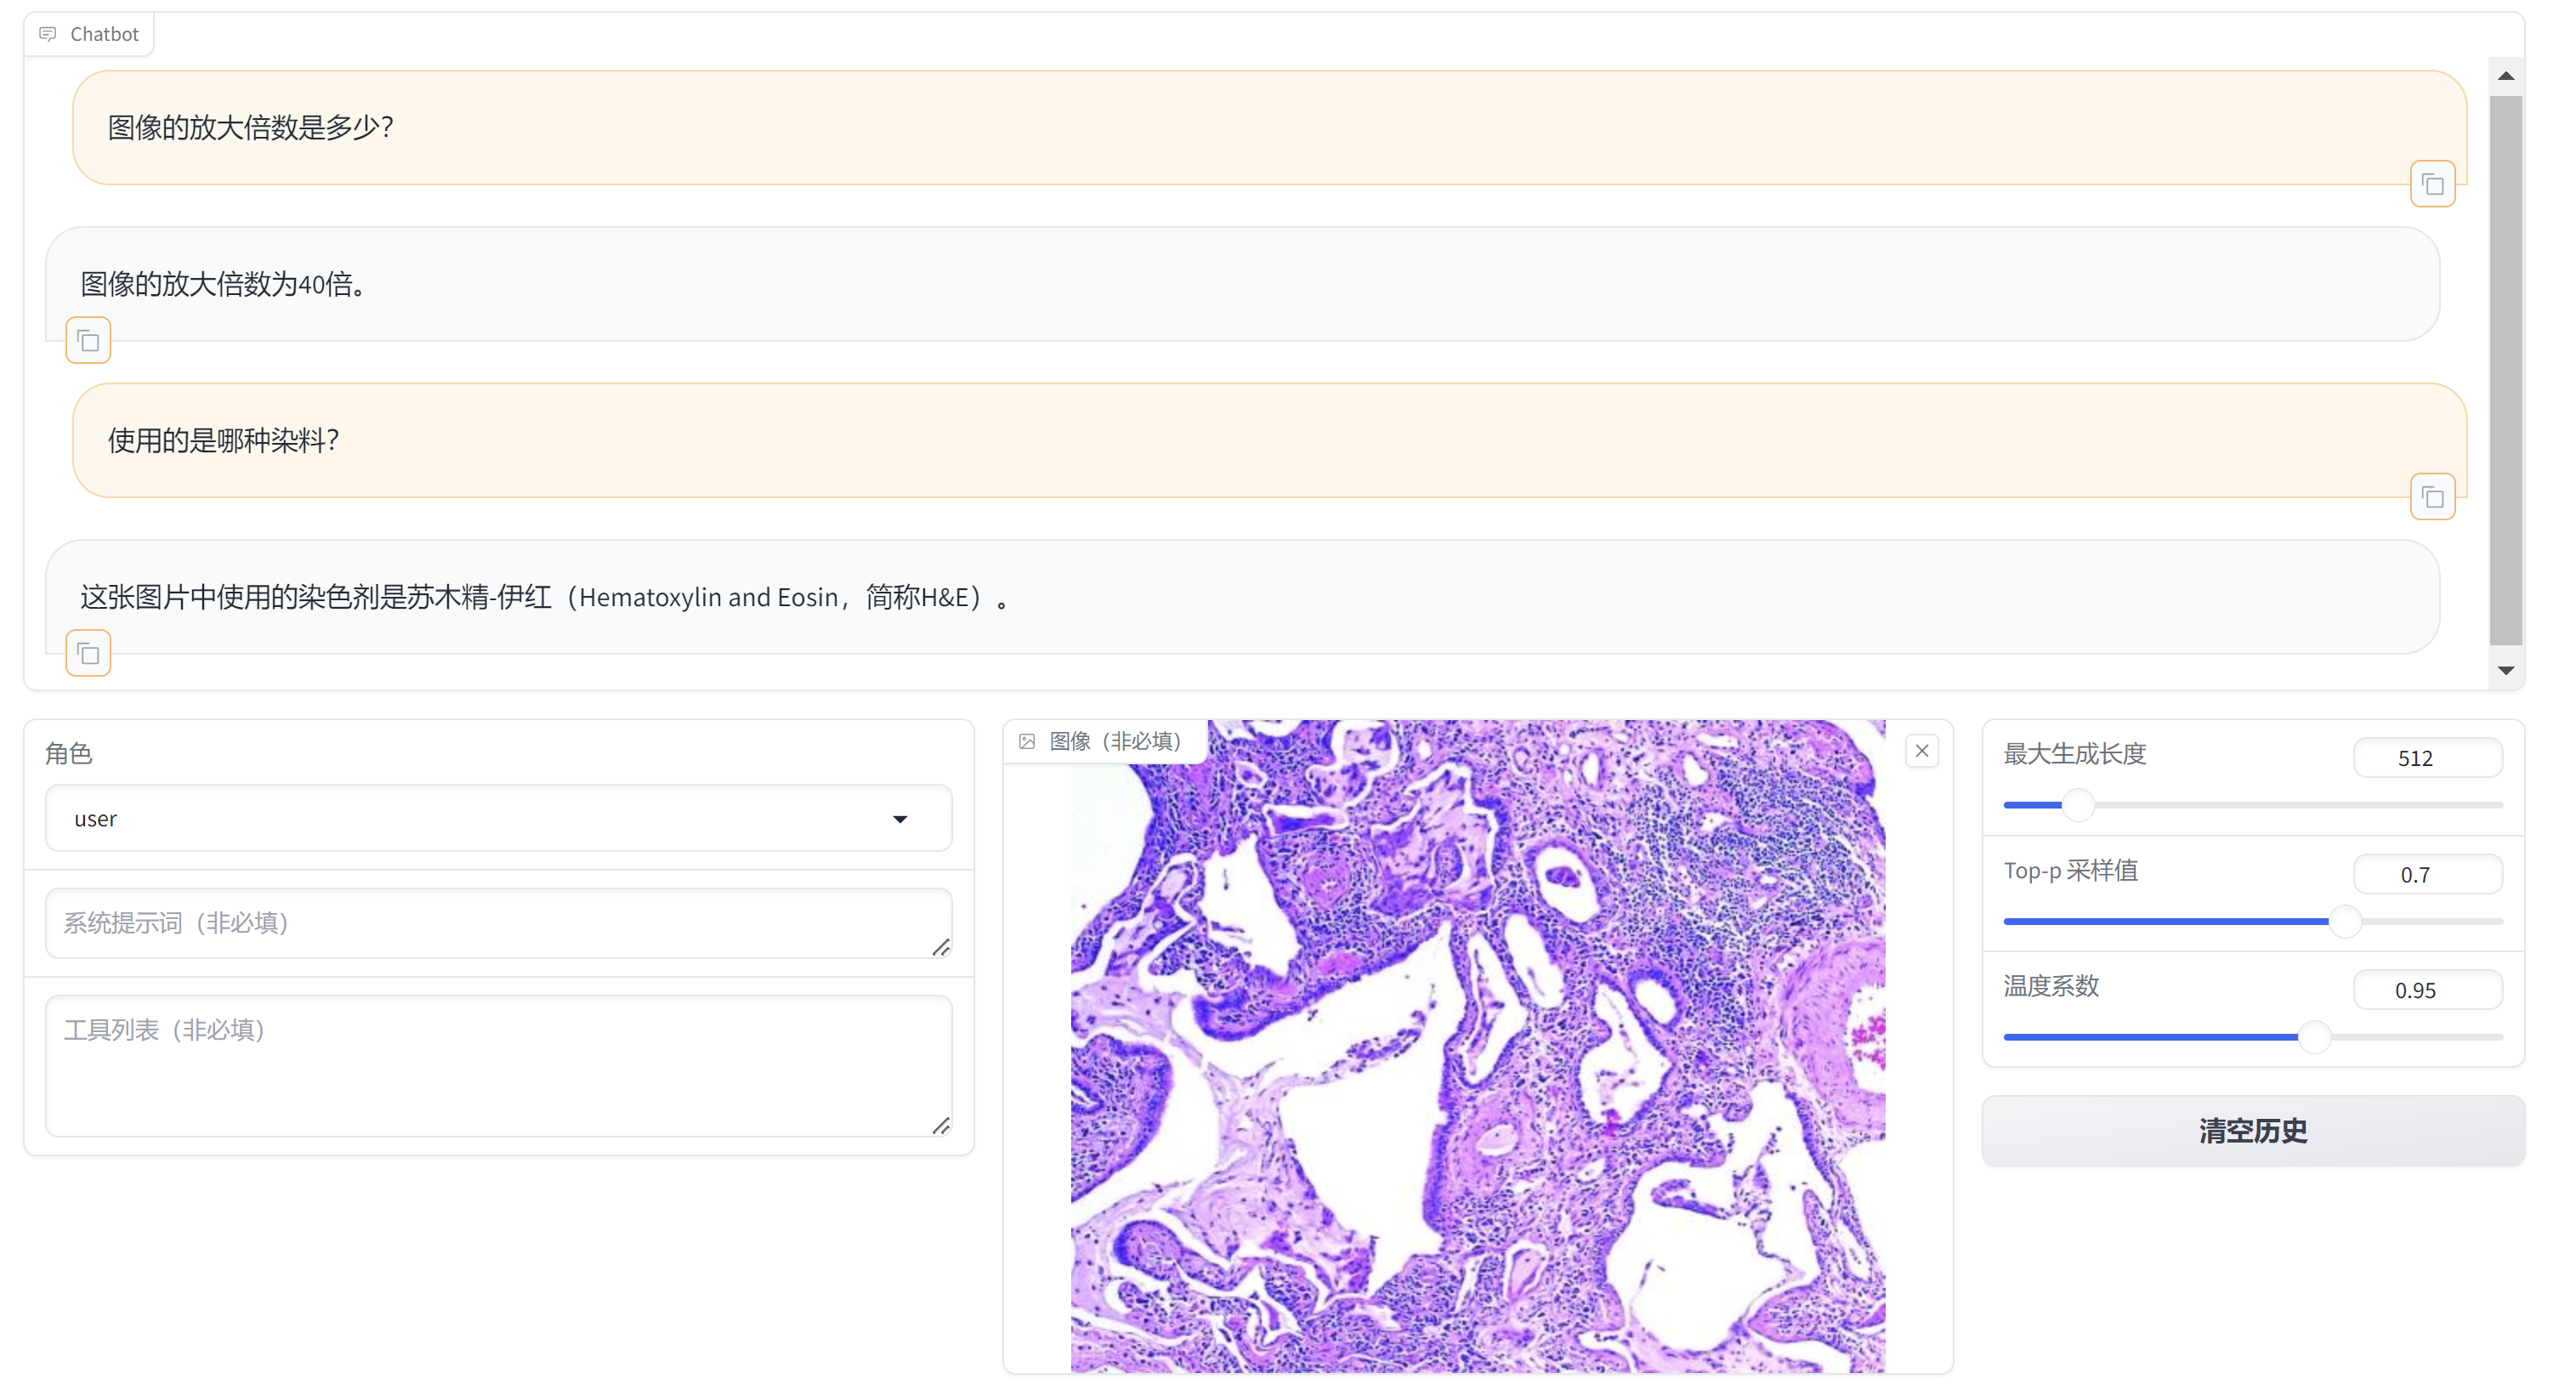 Chatbot
图像的放大倍数是多少?
图像的放大倍数为40倍。
使用的是哪种染料?
这张图片中使用的染色剂是苏木精-伊红（Hematoxylin and Eosin，简称H&E）。
角色
user
系统提示词（非必填）
工具列表（非必填）
图像（非必填）
最大生成长度
512
Top-p 采样值
0.7
温度系数
0.95
清空历史